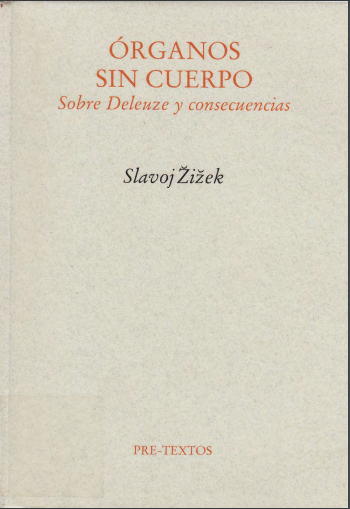 ÓRGANOS
SIN CUERPO
Sobre Deleuze y consecuencias
Slavoj Žižek
PRE-TEXTOS